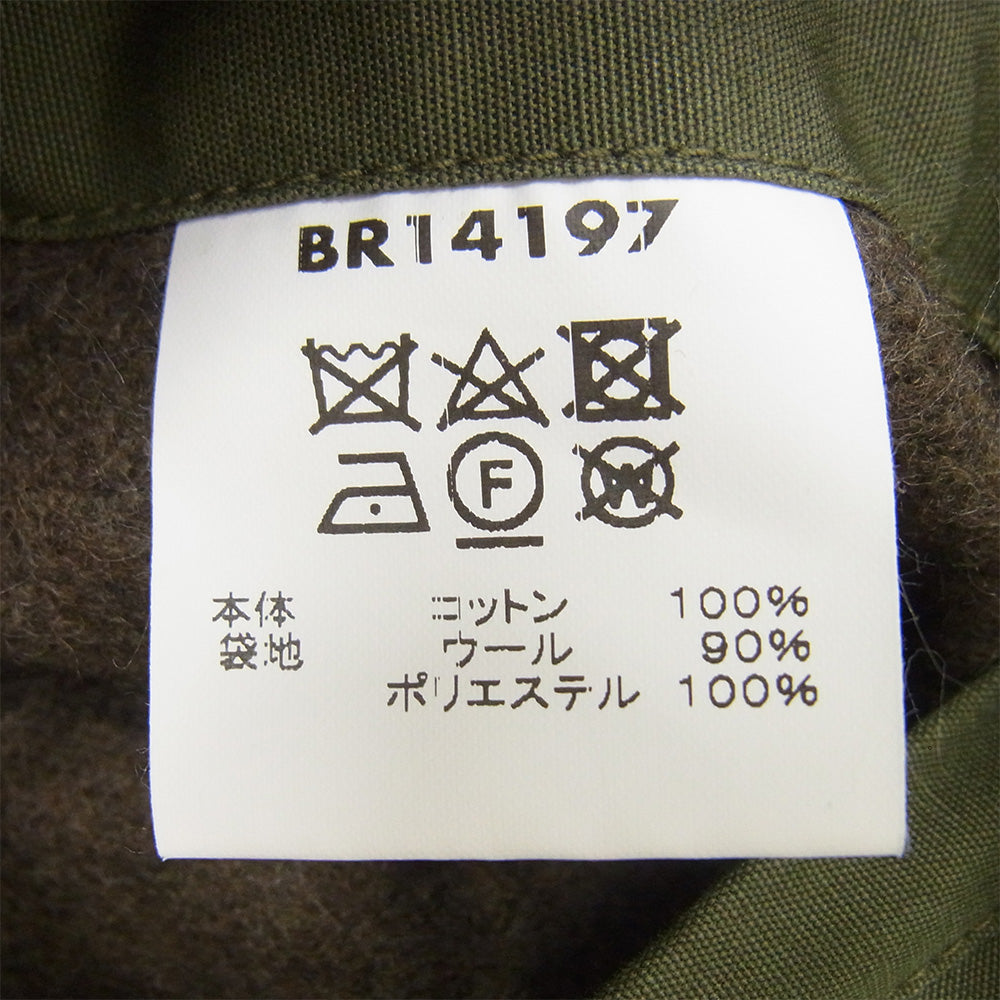 BR14197
F
W
本体 コットン 100%
袋地 ウール 90%
ポリエステル 100%